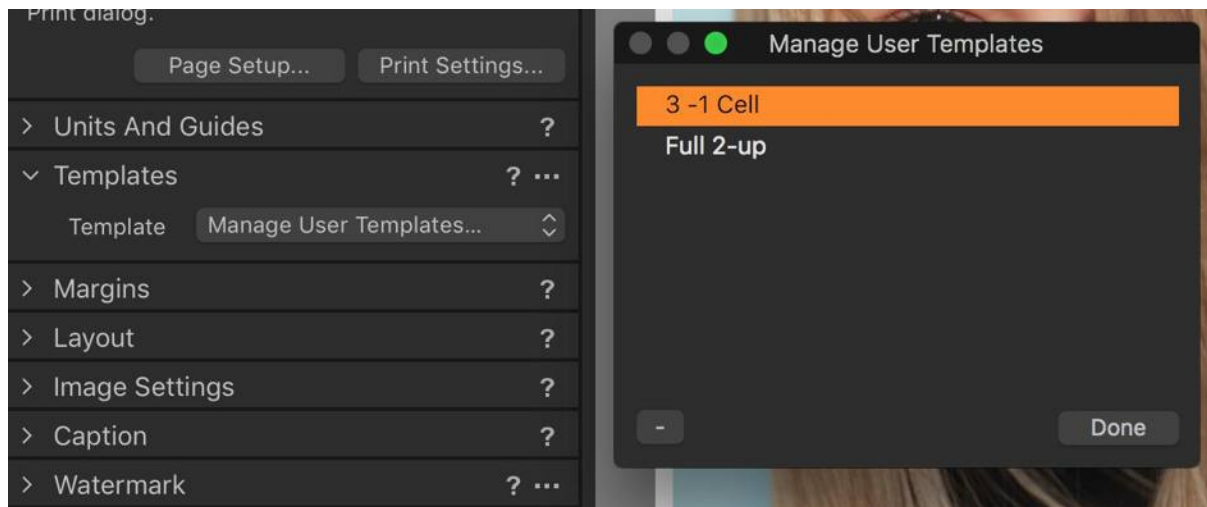 Print dialog.
Page Setup...
Print Settings...
Units And Guides ?
Templates ? ...
Template Manage User Templates...
Margins ?
Layout ?
Image Settings ?
Caption ?
Watermark ? ...
Manage User Templates
3 -1 Cell
Full 2-up
-
Done